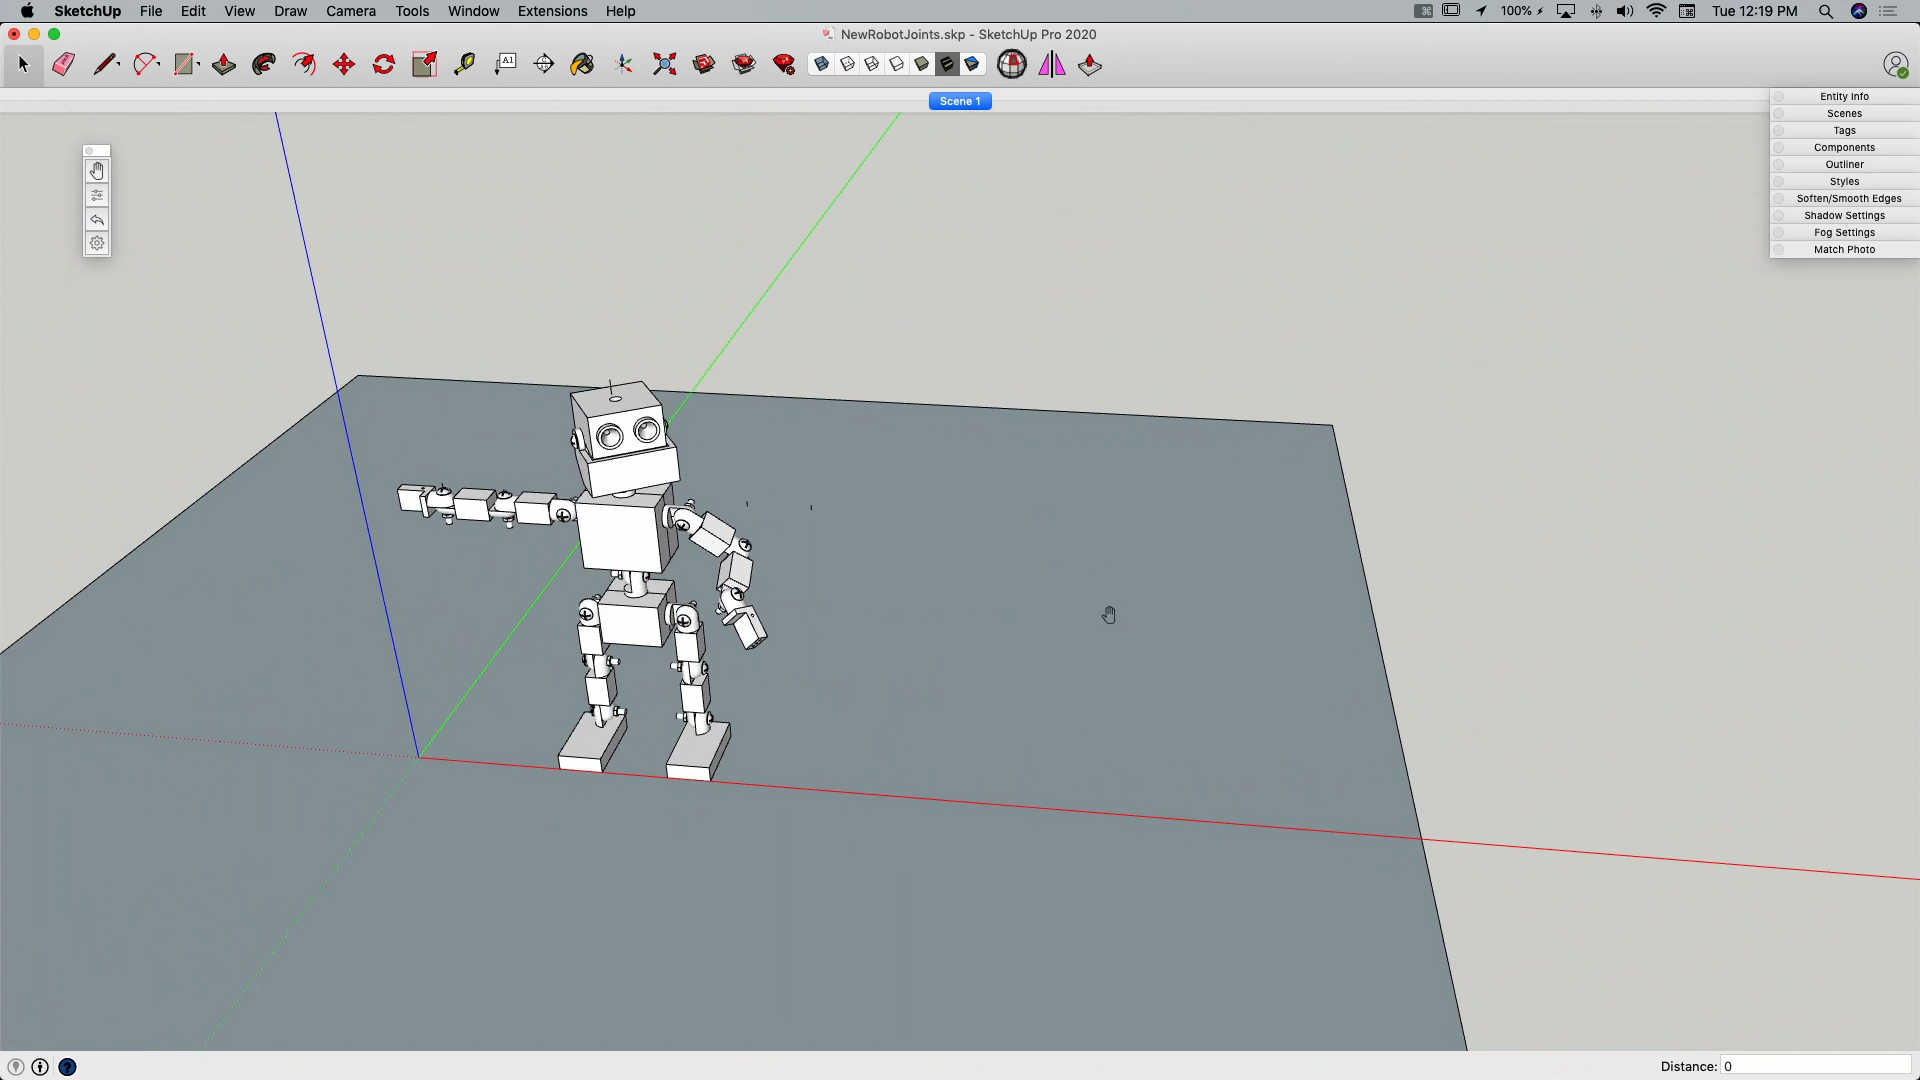 SketchUp File Edit View Draw Camera Tools Window Extensions Help 100% Tue 12:19 PM
NewRobotJoints.skp - SketchUp Pro 2020
A1
Scene 1
Entity Info
Scenes
Tags
Components
Outliner
Styles
Soften/Smooth Edges
Shadow Settings
Fog Settings
Match Photo
Distance: 0